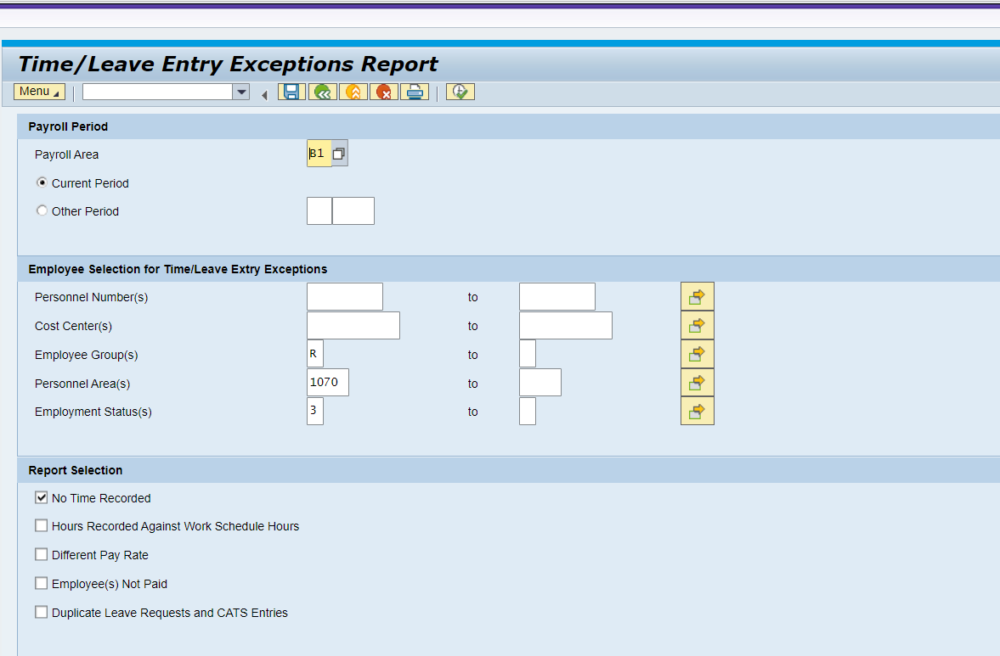 Time/Leave Entry Exceptions Report
Menu
Payroll Period
Payroll Area B1
Current Period
Other Period
Employee Selection for Time/Leave Extry Exceptions
Personnel Number(s) to
Cost Center(s) to
Employee Group(s) R to
Personnel Area(s) 1070 to
Employment Status(s) 3 to
Report Selection
No Time Recorded
Hours Recorded Against Work Schedule Hours
Different Pay Rate
Employee(s) Not Paid
Duplicate Leave Requests and CATS Entries